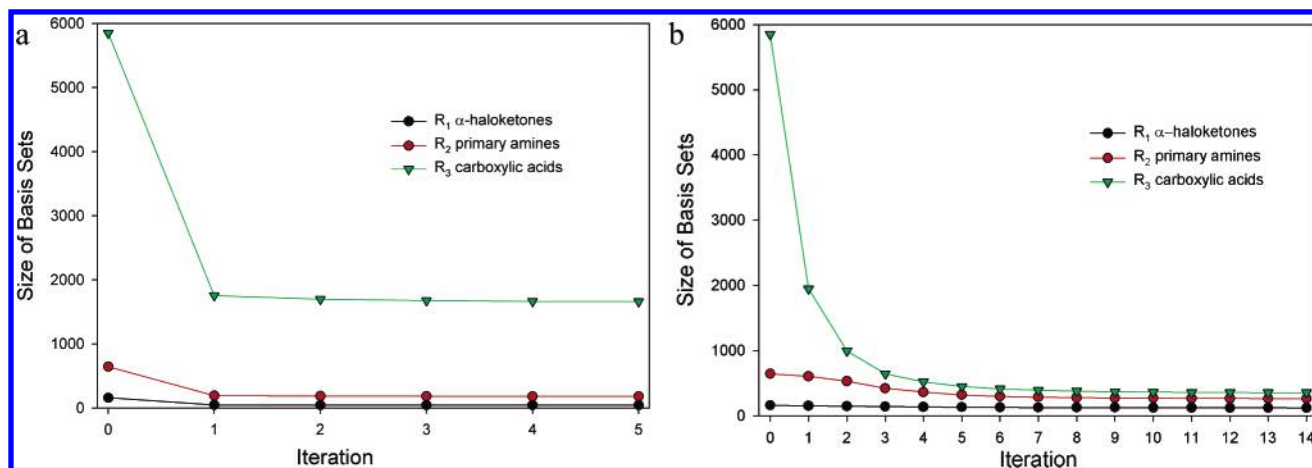 a
6000
5000
4000
3000
2000
1000
0
Size of Basis Sets
R1 α-haloketones
R2 primary amines
R3 carboxylic acids
0 1 2 3 4 5
Iteration
b
6000
5000
4000
3000
2000
1000
0
Size of Basis Sets
R1 α-haloketones
R2 primary amines
R3 carboxylic acids
0 1 2 3 4 5 6 7 8 9 10 11 12 13 14
Iteration